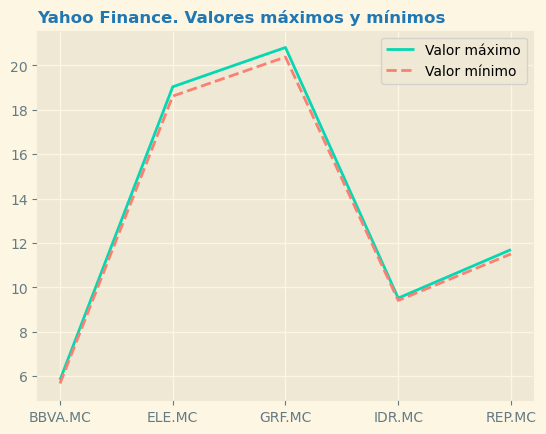 Yahoo Finance. Valores máximos y mínimos
Valor máximo
Valor mínimo
20
18
16
14
12
10
8
6
BBVA.MC ELE.MC GRF.MC IDR.MC REP.MC